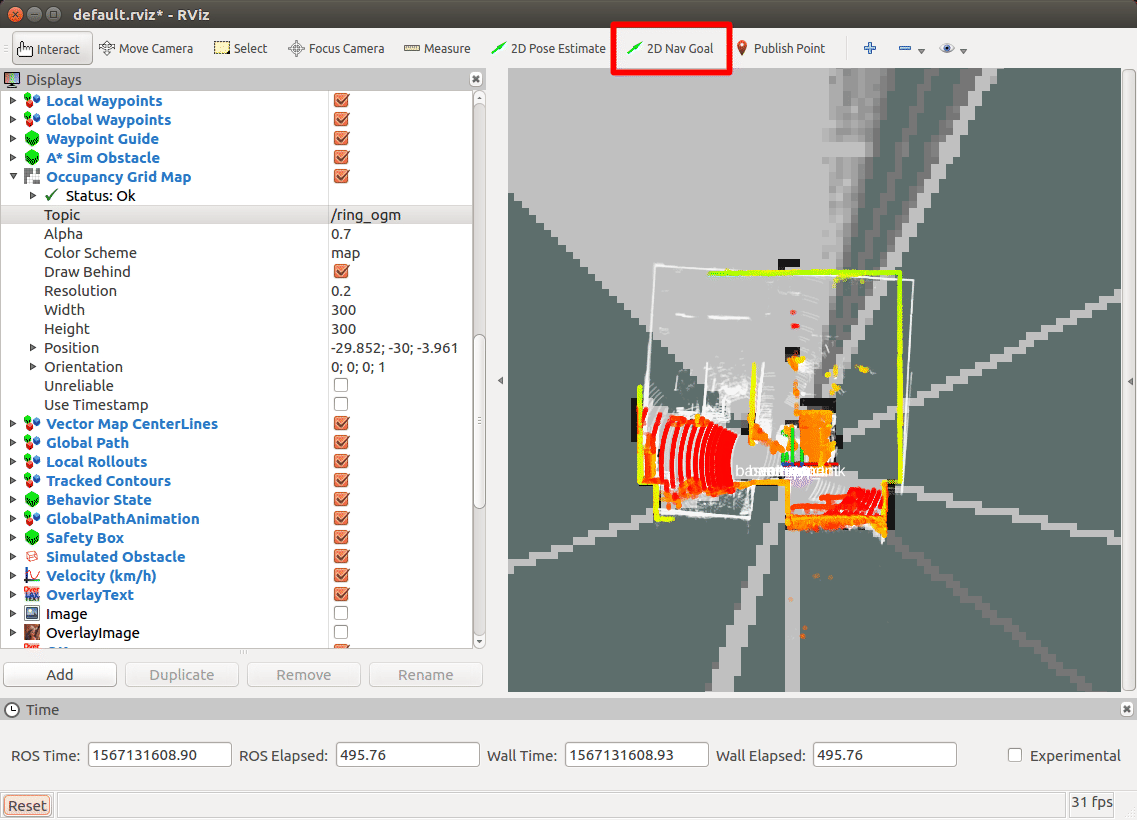 default.rviz* - RViz
Interact Move Camera Select Focus Camera Measure 2D Pose Estimate 2D Nav Goal Publish Point
Displays
Local Waypoints
Global Waypoints
Waypoint Guide
A* Sim Obstacle
Occupancy Grid Map
Status: Ok
Topic /ring_ogm
Alpha 0.7
Color Scheme map
Draw Behind
Resolution 0.2
Width 300
Height 300
Position -29.852; -30; -3.961
Orientation 0; 0; 0; 1
Unreliable
Use Timestamp
Vector Map CenterLines
Global Path
Local Rollouts
Tracked Contours
Behavior State
GlobalPathAnimation
Safety Box
Simulated Obstacle
Velocity (km/h)
OverlayText
Image
OverlayImage
Add Duplicate Remove Rename
Time
ROS Time: 1567131608.90 ROS Elapsed: 495.76 Wall Time: 1567131608.93 Wall Elapsed: 495.76 Experimental
Reset 31 fps